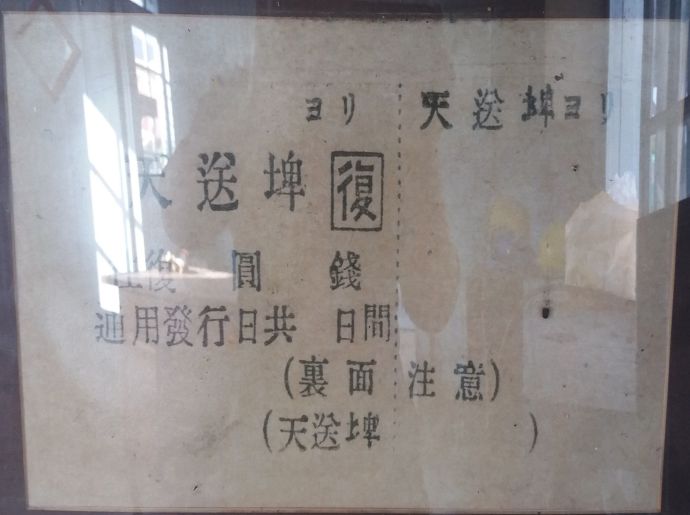 ヨリ 天送埤ヨリ
天送埤 復
往復 圓 錢
通用發行日共 日間
(裏面注意)
(天送埤 )